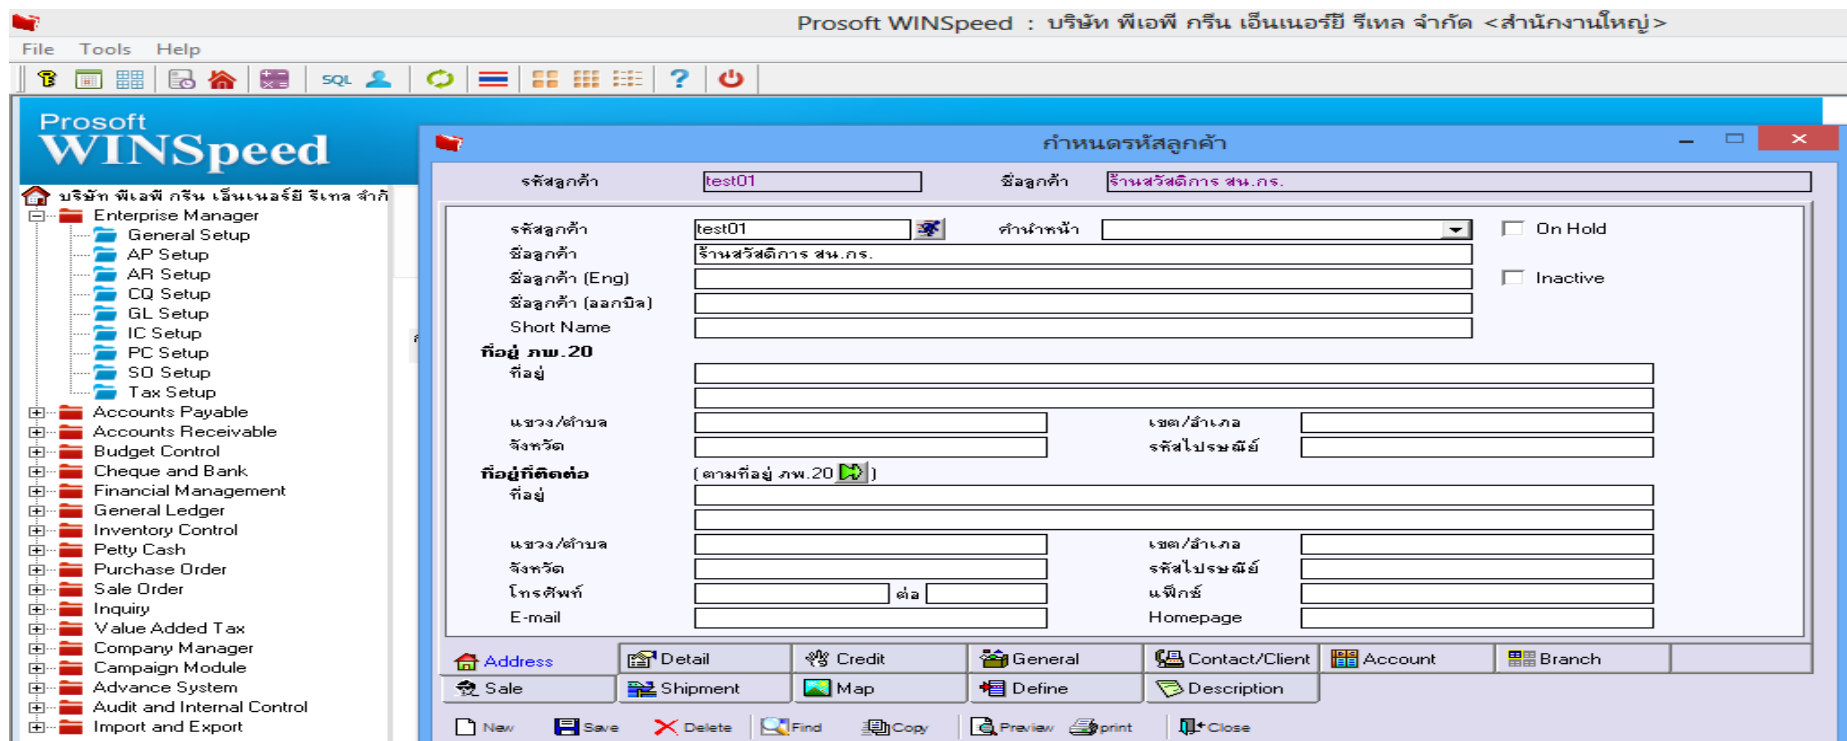 Prosoft WINSpeed : บริษัท พีเอพี กรีน เอ็นเนอร์ยี รีเทล จำกัด <สำนักงานใหญ่>
File Tools Help
SQL
Prosoft
WINSpeed
กำหนดรหัสลูกค้า
รหัสลูกค้า test01 ชื่อลูกค้า ร้านสวัสดิการ สน.กร.
บริษัท พีเอพี กรีน เอ็นเนอร์ยี รีเทล จำกั
Enterprise Manager
General Setup
AP Setup
AR Setup
CQ Setup
GL Setup
IC Setup
PC Setup
SO Setup
Tax Setup
Accounts Payable
Accounts Receivable
Budget Control
Cheque and Bank
Financial Management
General Ledger
Inventory Control
Petty Cash
Purchase Order
Sale Order
Inquiry
Value Added Tax
Company Manager
Campaign Module
Advance System
Audit and Internal Control
Import and Export
รหัสลูกค้า test01 คำนำหน้า On Hold
ชื่อลูกค้า ร้านสวัสดิการ สน.กร.
ชื่อลูกค้า (Eng) Inactive
ชื่อลูกค้า (ออกบิล)
Short Name
ที่อยู่ ภพ.20
ที่อยู่
แขวง/ตำบล เขต/อำเภอ
จังหวัด รหัสไปรษณีย์
ที่อยู่ที่ติดต่อ (ตามที่อยู่ ภพ.20 )
ที่อยู่
แขวง/ตำบล เขต/อำเภอ
จังหวัด รหัสไปรษณีย์
โทรศัพท์ ต่อ แฟ็กซ์
E-mail Homepage
Address Detail Credit General Contact/Client Account Branch
Sale Shipment Map Define Description
New Save Delete Find Copy Preview print Close